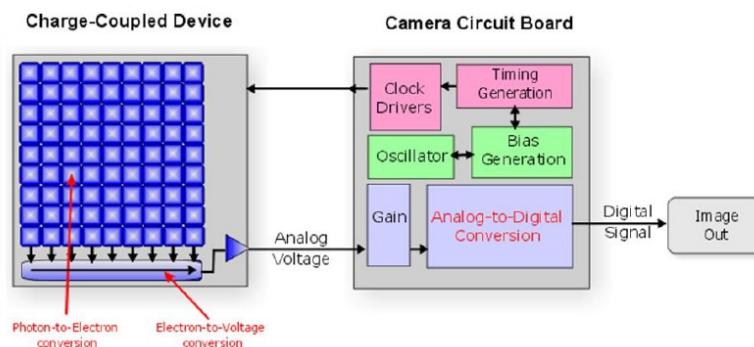 Charge-Coupled Device
Camera Circuit Board
Clock
Drivers
Timing
Generation
Oscillator
Bias
Generation
Gain
Analog-to-Digital
Conversion
Analog
Voltage
Digital
Signal
Image
Out
Photon-to-Electron
conversion
Electron-to-Voltage
conversion